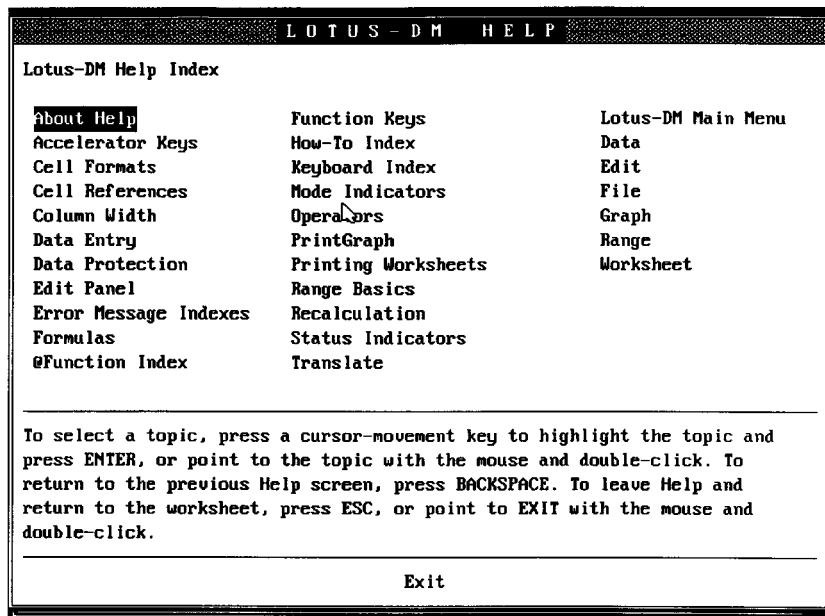 LOTUS-DM HELP
Lotus-DM Help Index
About Help Function Keys Lotus-DM Main Menu
Accelerator Keys How-To Index Data
Cell Formats Keyboard Index Edit
Cell References Mode Indicators File
Column Width Operators Graph
Data Entry PrintGraph Range
Data Protection Printing Worksheets Worksheet
Edit Panel Range Basics
Error Message Indexes Recalculation
Formulas Status Indicators
@Function Index Translate
To select a topic, press a cursor-movement key to highlight the topic and
press ENTER, or point to the topic with the mouse and double-click. To
return to the previous Help screen, press BACKSPACE. To leave Help and
return to the worksheet, press ESC, or point to EXIT with the mouse and
double-click.
Exit